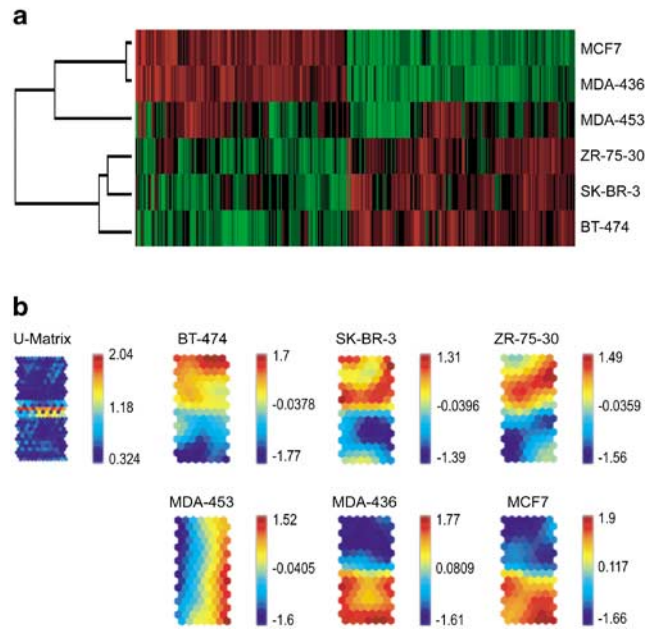 a
MCF7
MDA-436
MDA-453
ZR-75-30
SK-BR-3
BT-474
b
U-Matrix
2.04
1.18
0.324
BT-474
1.7
-0.0378
-1.77
SK-BR-3
1.31
-0.0396
-1.39
ZR-75-30
1.49
-0.0359
-1.56
MDA-453
1.52
-0.0405
-1.6
MDA-436
1.77
0.0809
-1.61
MCF7
1.9
0.117
-1.66